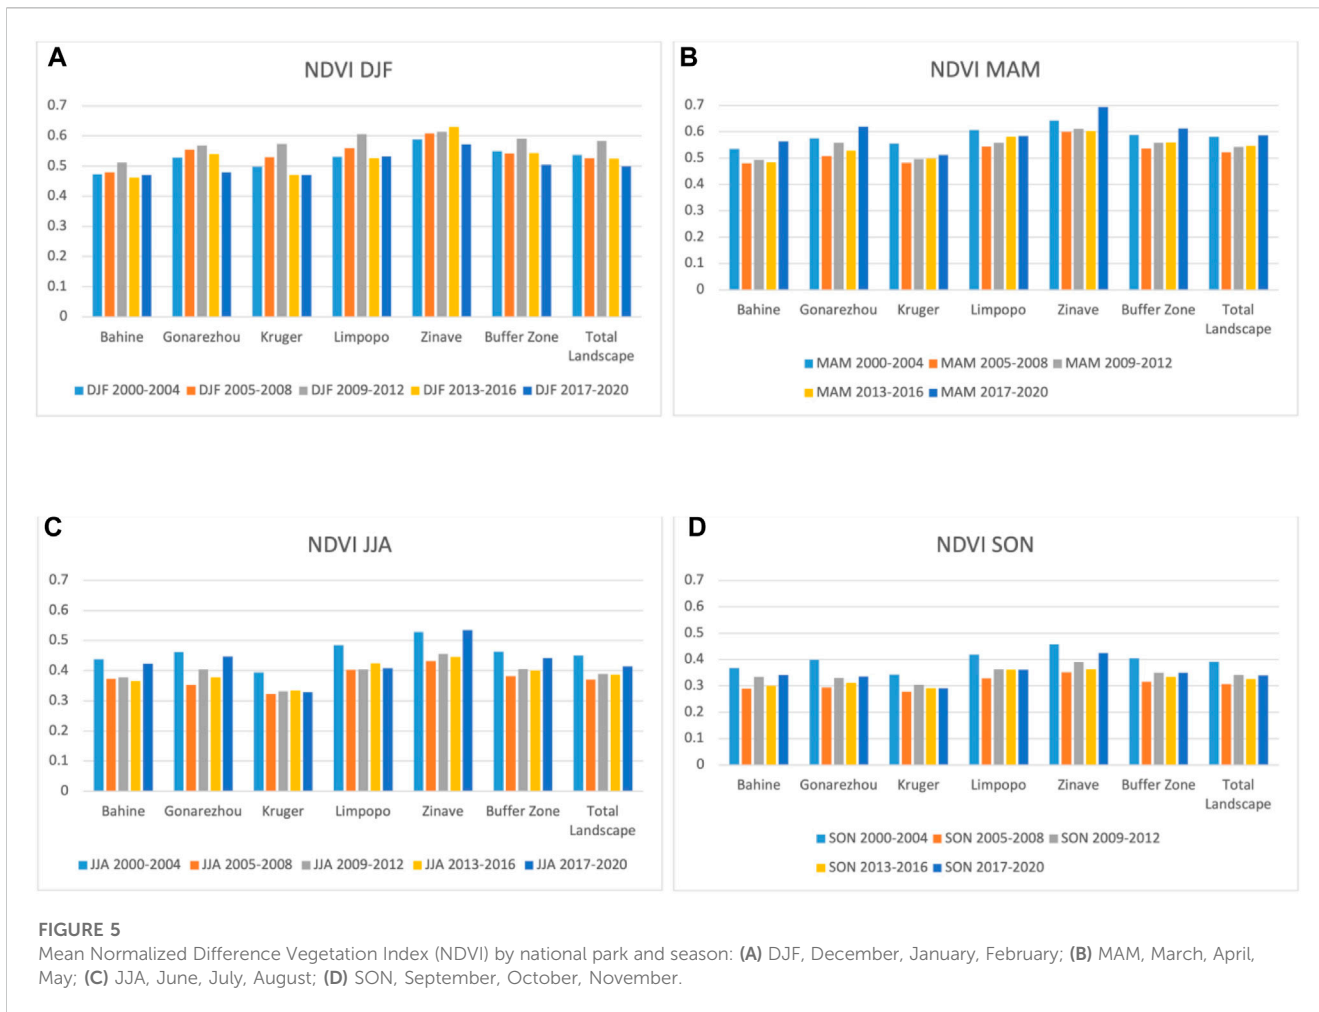 A
NDVI DJF
0.7
0.6
0.5
0.4
0.3
0.2
0.1
0
Bahine Gonarezhou Kruger Limpopo Zinave Buffer Zone Total
Landscape
DJF 2000-2004 DJF 2005-2008 DJF 2009-2012 DJF 2013-2016 DJF 2017-2020
B
NDVI MAM
0.7
0.6
0.5
0.4
0.3
0.2
0.1
0
Bahine Gonarezhou Kruger Limpopo Zinave Buffer Zone Total
Landscape
MAM 2000-2004 MAM 2005-2008 MAM 2009-2012
MAM 2013-2016 MAM 2017-2020
C
NDVI JJA
0.7
0.6
0.5
0.4
0.3
0.2
0.1
0
Bahine Gonarezhou Kruger Limpopo Zinave Buffer Zone Total
Landscape
JJA 2000-2004 JJA 2005-2008 JJA 2009-2012 JJA 2013-2016 JJA 2017-2020
D
NDVI SON
0.7
0.6
0.5
0.4
0.3
0.2
0.1
0
Bahine Gonarezhou Kruger Limpopo Zinave Buffer Zone Total
Landscape
SON 2000-2004 SON 2005-2008 SON 2009-2012
SON 2013-2016 SON 2017-2020
FIGURE 5
Mean Normalized Difference Vegetation Index (NDVI) by national park and season: (A) DJF, December, January, February; (B) MAM, March, April,
May; (C) JJA, June, July, August; (D) SON, September, October, November.